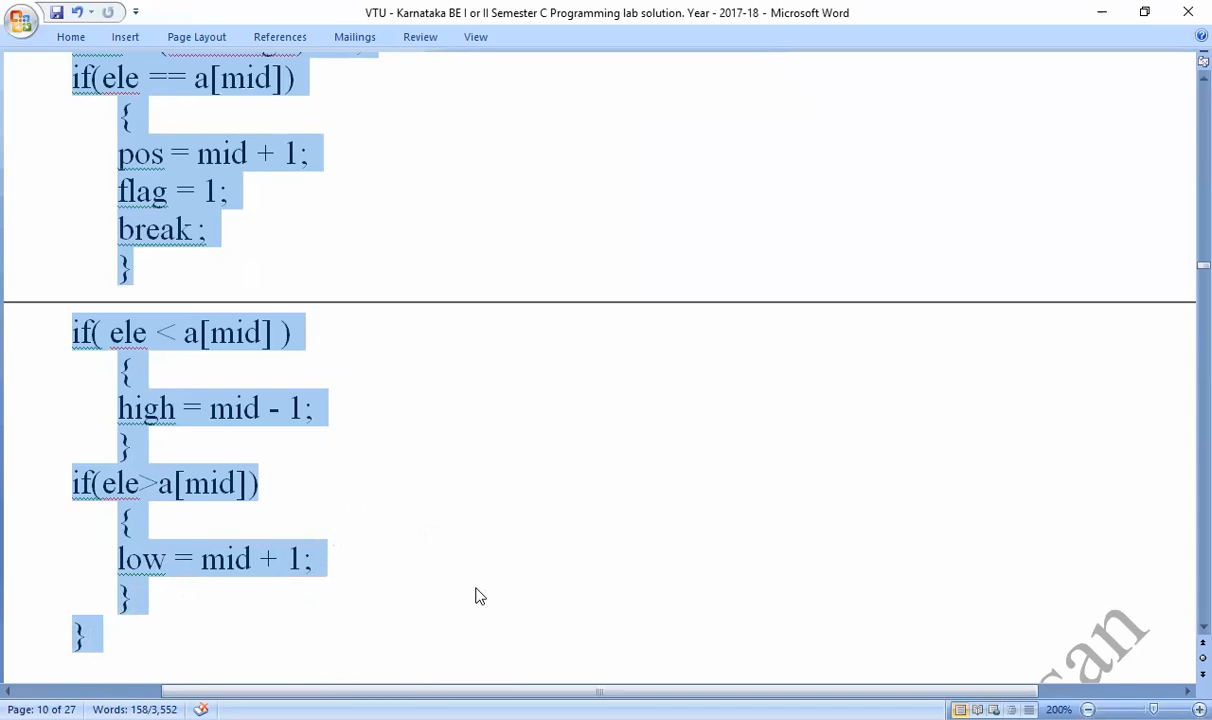 VTU - Karnataka BE I or II Semester C Programming lab solution. Year - 2017-18 - Microsoft Word
Home Insert Page Layout References Mailings Review View
if(ele == a[mid])
{
pos = mid + 1;
flag = 1;
break ;
}
if( ele < a[mid] )
{
high = mid - 1;
}
if(ele>a[mid])
{
low = mid + 1;
}
}
Page: 10 of 27 Words: 158/3,552 200%